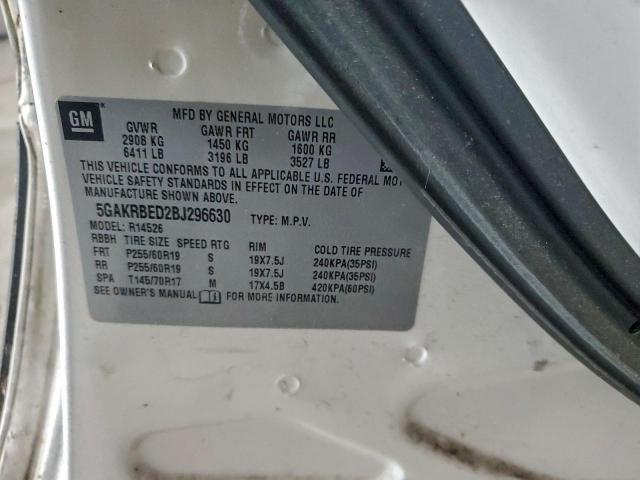 GM
MFD BY GENERAL MOTORS LLC
GVWR GAWR FRT GAWR RR
2908 KG 1450 KG 1600 KG
6411 LB 3196 LB 3527 LB
THIS VEHICLE CONFORMS TO ALL APPLICABLE U.S. FEDERAL
VEHICLE SAFETY STANDARDS IN EFFECT ON THE DATE OF
MANUFACTURE SHOWN ABOVE.
5GAKRBED2BJ296630 TYPE: M.P.V.
MODEL: R14526
RBBH TIRE SIZE SPEED RTG RIM COLD TIRE PRESSURE
FRT P255/60R19 S 19X7.5J 240KPA(35PSI)
RR P255/60R19 S 19X7.5J 240KPA(35PSI)
SPA T145/70R17 M 17X4.5B 420KPA(60PSI)
SEE OWNER'S MANUAL FOR MORE INFORMATION